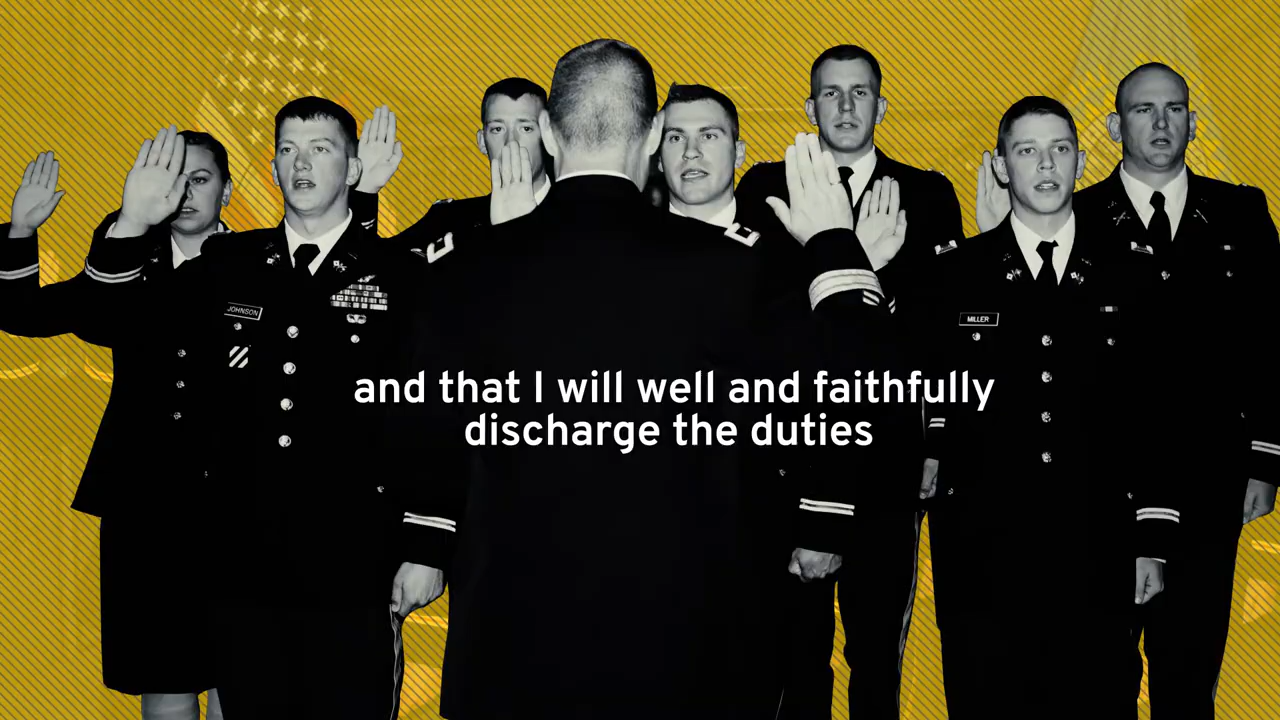 JOHNSON
MILLER
and that I will well and faithfully
discharge the duties